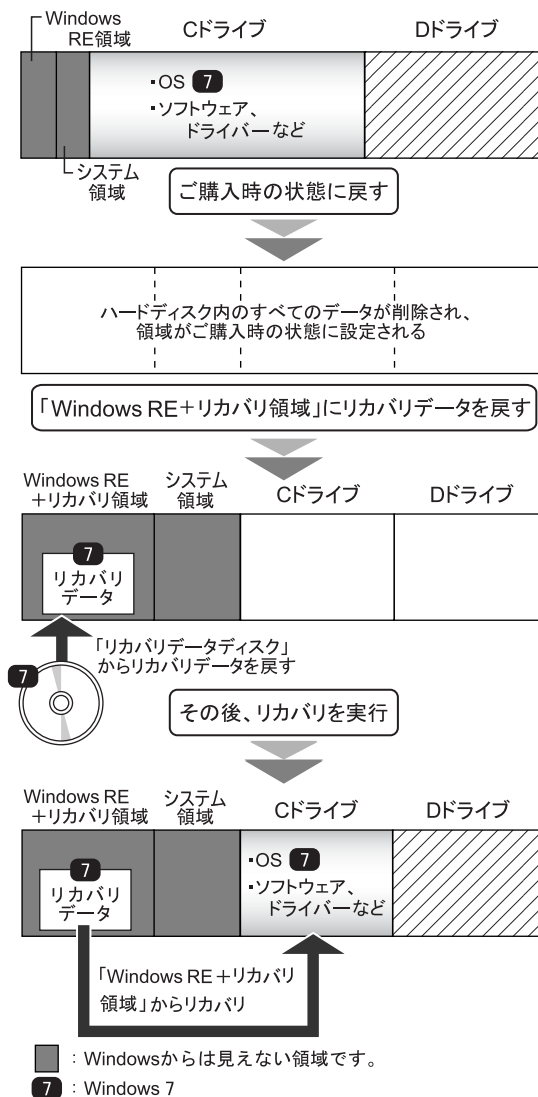 Windows
RE領域
Cドライブ
Dドライブ
・OS 7
・ソフトウェア、
ドライバーなど
システム
領域
ご購入時の状態に戻す
ハードディスク内のすべてのデータが削除され、
領域がご購入時の状態に設定される
「Windows RE+リカバリ領域」にリカバリデータを戻す
Windows RE
+リカバリ領域
システム
領域
Cドライブ
Dドライブ
7
リカバリ
データ
「リカバリデータディスク」
からリカバリデータを戻す
7
その後、リカバリを実行
Windows RE
+リカバリ領域
システム
領域
Cドライブ
Dドライブ
7
リカバリ
データ
・OS 7
・ソフトウェア、
ドライバーなど
「Windows RE+リカバリ
領域」からリカバリ
：Windowsからは見えない領域です。
7：Windows 7